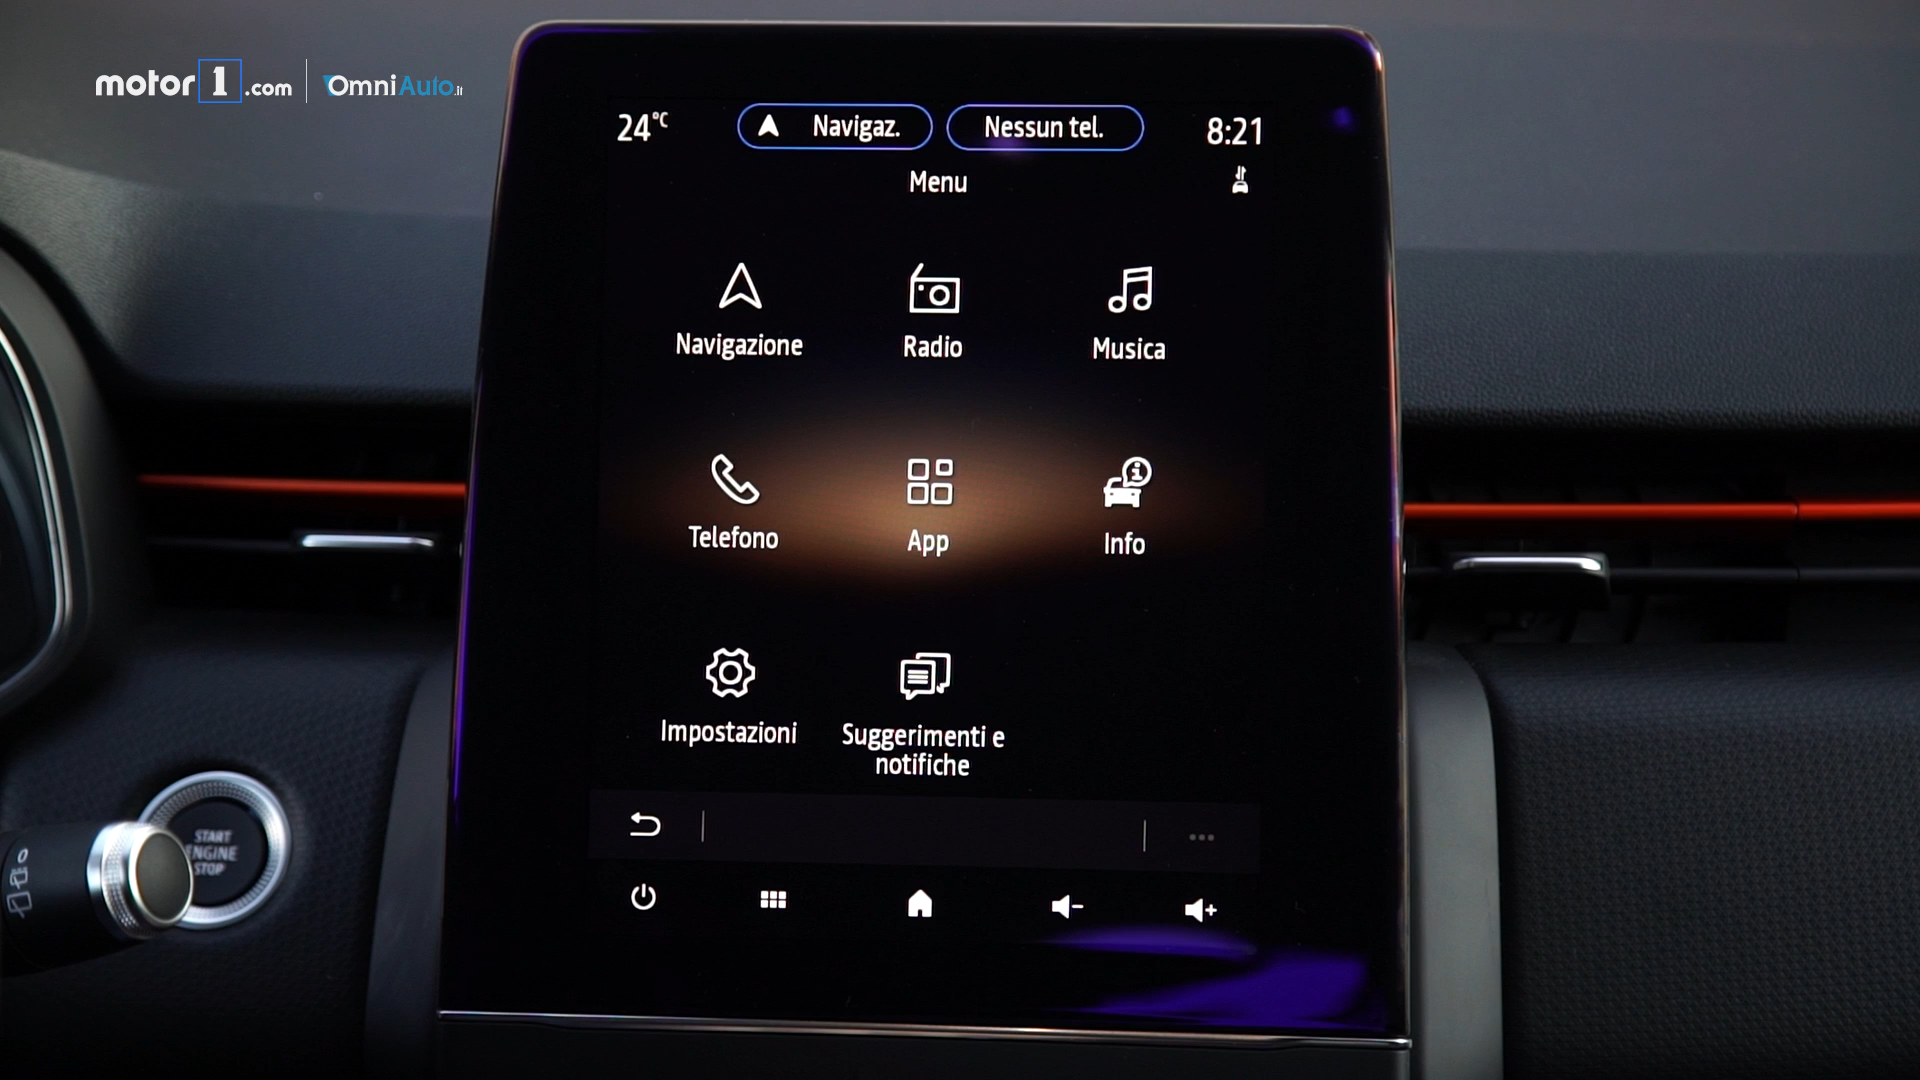 motor1.com | OmniAuto.it
24°C Navigaz. Nessun tel. 8:21
Menu
Navigazione Radio Musica
Telefono App Info
Impostazioni Suggerimenti e
notifiche
START
ENGINE
STOP
0